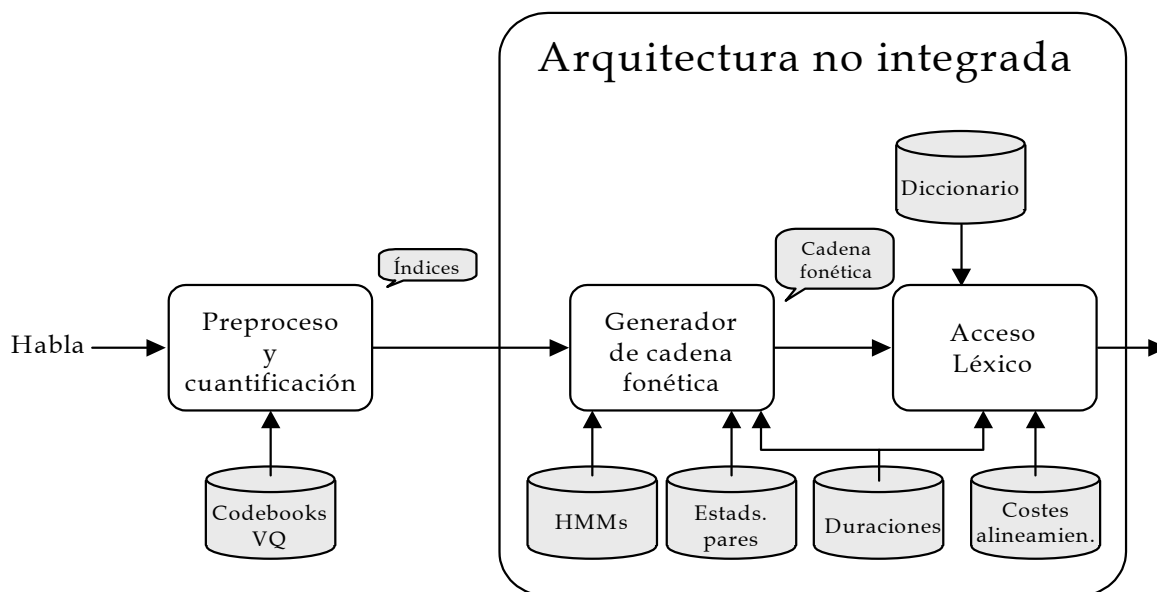 Arquitectura no integrada
Diccionario
Índices
Cadena
fonética
Habla
Preproceso
y
cuantificación
Generador
de cadena
fonética
Acceso
Léxico
Codebooks
VQ
HMMs
Estads.
pares
Duraciones
Costes
alineamien.